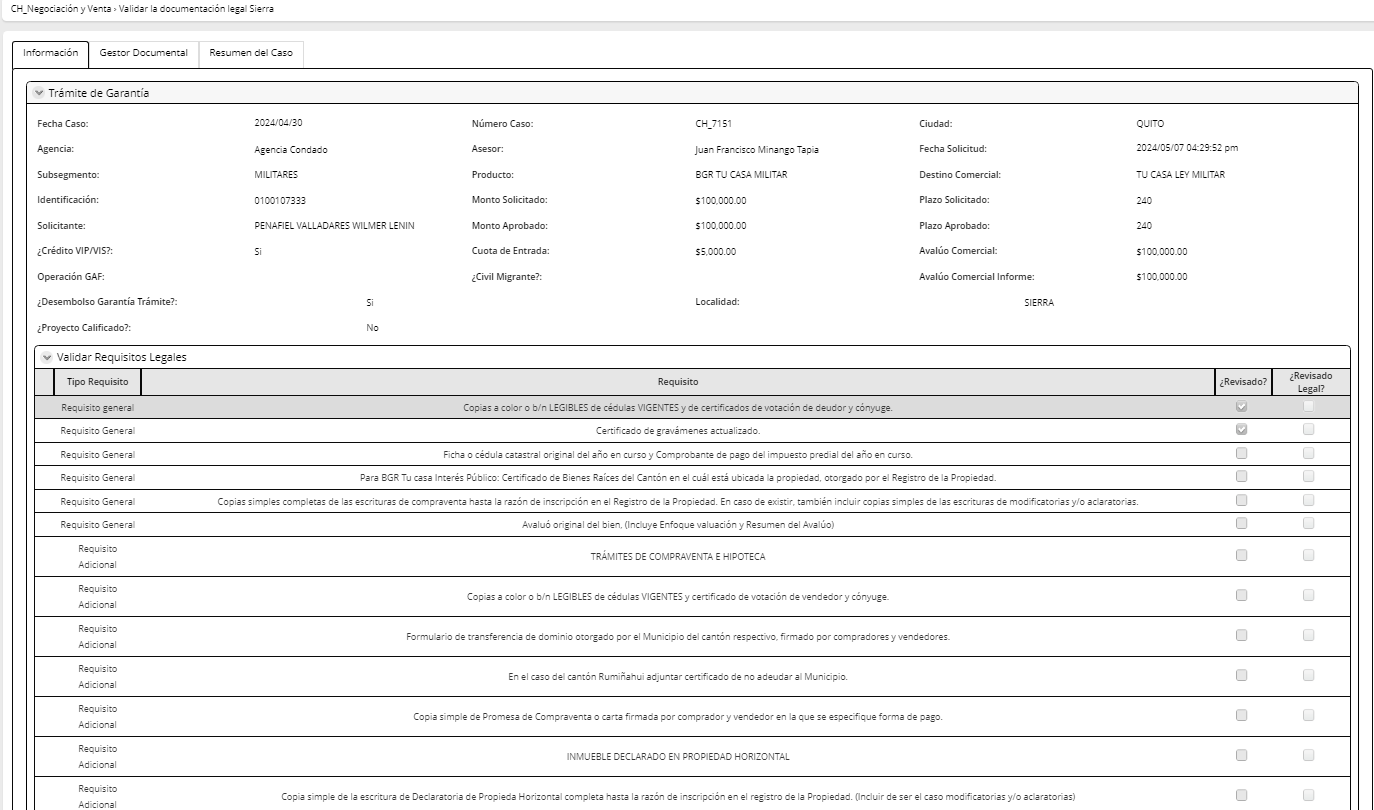 CH_Negociación y Venta › Validar la documentación legal Sierra
Información Gestor Documental Resumen del Caso
Trámite de Garantía
Fecha Caso: 2024/04/30 Número Caso: CH_7151 Ciudad: QUITO
Agencia: Agencia Condado Asesor: Juan Francisco Minango Tapia Fecha Solicitud: 2024/05/07 04:29:52 pm
Subsegmento: MILITARES Producto: BGR TU CASA MILITAR Destino Comercial: TU CASA LEY MILITAR
Identificación: 0100107333 Monto Solicitado: $100,000.00 Plazo Solicitado: 240
Solicitante: PENAFIEL VALLADARES WILMER LENIN Monto Aprobado: $100,000.00 Plazo Aprobado: 240
¿Crédito VIP/VIS?: Si Cuota de Entrada: $5,000.00 Avalúo Comercial: $100,000.00
Operación GAF: ¿Civil Migrante?: Avalúo Comercial Informe: $100,000.00
¿Desembolso Garantía Trámite?: Si Localidad: SIERRA
¿Proyecto Calificado?: No
Validar Requisitos Legales
Tipo Requisito Requisito ¿Revisado? ¿Revisado
Legal?
Requisito general Copias a color o b/n LEGIBLES de cédulas VIGENTES y de certificados de votación de deudor y cónyuge.
Requisito General Certificado de gravámenes actualizado.
Requisito General Ficha o cédula catastral original del año en curso y Comprobante de pago del impuesto predial del año en curso.
Requisito General Para BGR Tu casa Interés Público: Certificado de Bienes Raíces del Cantón en el cuál está ubicada la propiedad, otorgado por el Registro de la Propiedad.
Requisito General Copias simples completas de las escrituras de compraventa hasta la razón de inscripción en el Registro de la Propiedad. En caso de existir, también incluir copias simples de las escrituras de modificatorias y/o aclaratorias.
Requisito General Avaluó original del bien, (Incluye Enfoque valuación y Resumen del Avalúo)
Requisito
Adicional TRÁMITES DE COMPRAVENTA E HIPOTECA
Requisito
Adicional Copias a color o b/n LEGIBLES de cédulas VIGENTES y certificado de votación de vendedor y cónyuge.
Requisito
Adicional Formulario de transferencia de dominio otorgado por el Municipio del cantón respectivo, firmado por compradores y vendedores.
Requisito
Adicional En el caso del cantón Rumiñahui adjuntar certificado de no adeudar al Municipio.
Requisito
Adicional Copia simple de Promesa de Compraventa o carta firmada por comprador y vendedor en la que se especifique forma de pago.
Requisito
Adicional INMUEBLE DECLARADO EN PROPIEDAD HORIZONTAL
Requisito
Adicional Copia simple de la escritura de Declaratoria de Propieda Horizontal completa hasta la razón de inscripción en el registro de la Propiedad. (Incluir de ser el caso modificatorias y/o aclaratorias)